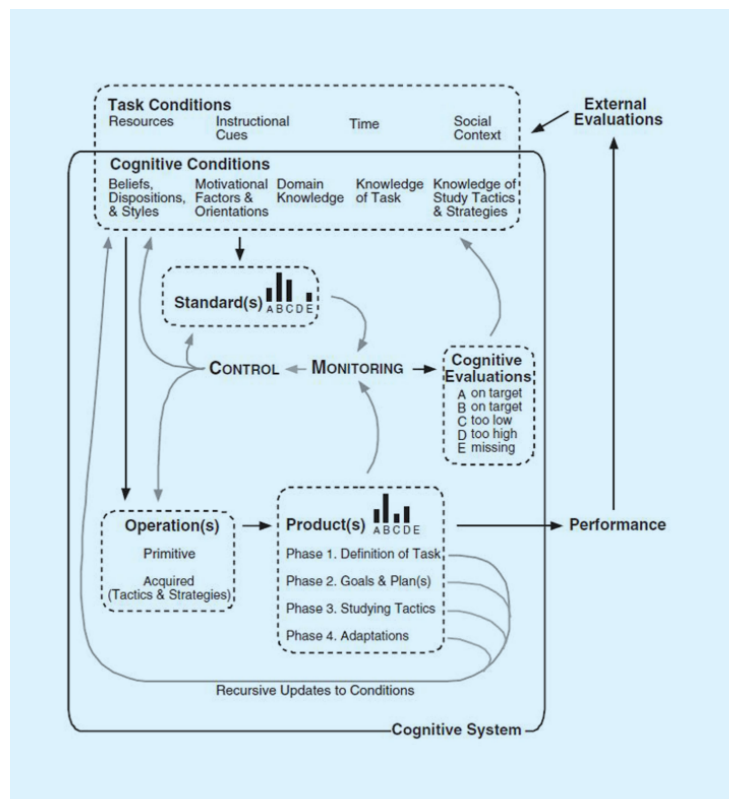 Task Conditions
Resources
Instructional
Cues
Time
Social
Context
External
Evaluations
Cognitive Conditions
Beliefs,
Dispositions,
& Styles
Motivational
Factors &
Orientations
Domain
Knowledge
Knowledge
of Task
Knowledge of
Study Tactics
& Strategies
Standard(s)
A B C D E
CONTROL
MONITORING
Cognitive
Evaluations
A on target
B on target
C too low
D too high
E missing
Operation(s)
Primitive
Acquired
(Tactics & Strategies)
Product(s)
A B C D E
Phase 1. Definition of Task
Phase 2. Goals & Plan(s)
Phase 3. Studying Tactics
Phase 4. Adaptations
Performance
Recursive Updates to Conditions
Cognitive System